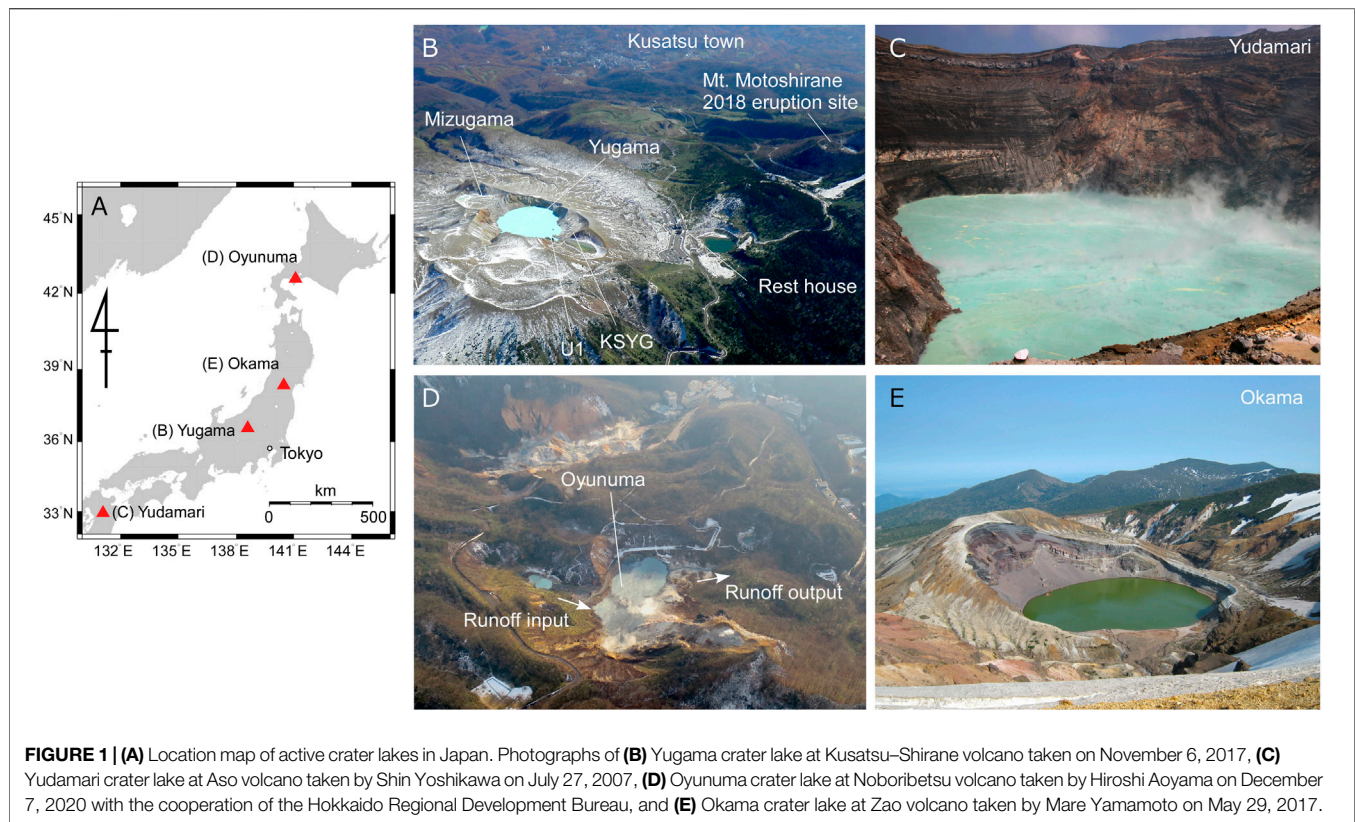 A
45°N
42°N
39°N
36°N
33°N
132°E
135°E
138°E
141°E
144°E
(D) Oyunuma
(E) Okama
(B) Yugama
Tokyo
(C) Yudamari
km
0
500
B
Kusatsu town
Mt. Motoshirane
2018 eruption site
Mizugama
Yugama
Rest house
KSYG
U1
C
Yudamari
D
Oyunuma
Runoff output
Runoff input
E
Okama
FIGURE 1 | (A) Location map of active crater lakes in Japan. Photographs of (B) Yugama crater lake at Kusatsu–Shirane volcano taken on November 6, 2017, (C)
Yudamari crater lake at Aso volcano taken by Shin Yoshikawa on July 27, 2007, (D) Oyunuma crater lake at Noboribetsu volcano taken by Hiroshi Aoyama on December
7, 2020 with the cooperation of the Hokkaido Regional Development Bureau, and (E) Okama crater lake at Zao volcano taken by Mare Yamamoto on May 29, 2017.